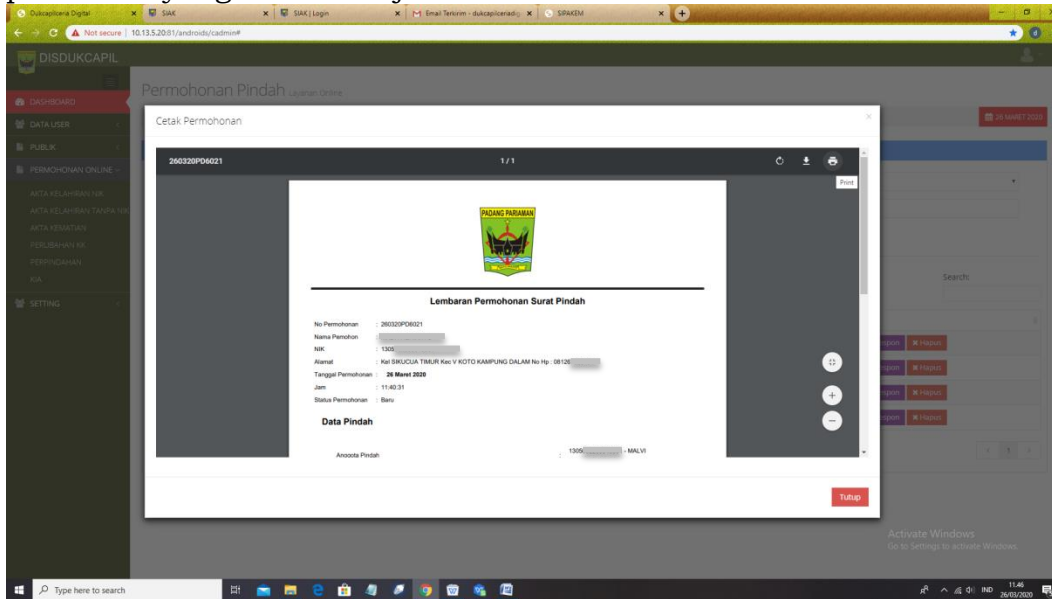 Dukcapilceria Digital
SIAK
SIAK | Login
Email Terkirim - dukcapilceriadig
SIPAKEM
Not secure | 10.13.5.20:81/androids/cadmin#
DISDUKCAPIL
Permohonan Pindah Layanan Online
DASHBOARD
26 MARET 2020
DATA USER
PUBLIK
PERMOHONAN ONLINE
AKTA KELAHIRAN NIK
AKTA KELAHIRAN TANPA NIK
AKTA KEMATIAN
PERUBAHAN KK
PERPINDAHAN
KIA
SETTING
Cetak Permohonan
260320PD6021
1 / 1
Print
PADANG PARIAMAN
Lembaran Permohonan Surat Pindah
No Permohonan : 260320PD6021
Nama Pemohon :
NIK : 1305
Alamat : Kel SIKUCUA TIMUR Kec V KOTO KAMPUNG DALAM No Hp : 08126
Tanggal Permohonan : 26 Maret 2020
Jam : 11:40:31
Status Permohonan : Baru
Data Pindah
Anggota Pindah : 1305 - MALVI
Search:
spon Hapus
spon Hapus
spon Hapus
spon Hapus
1
Tutup
Activate Windows
Go to Settings to activate Windows.
Type here to search
IND
11.46
26/03/2020